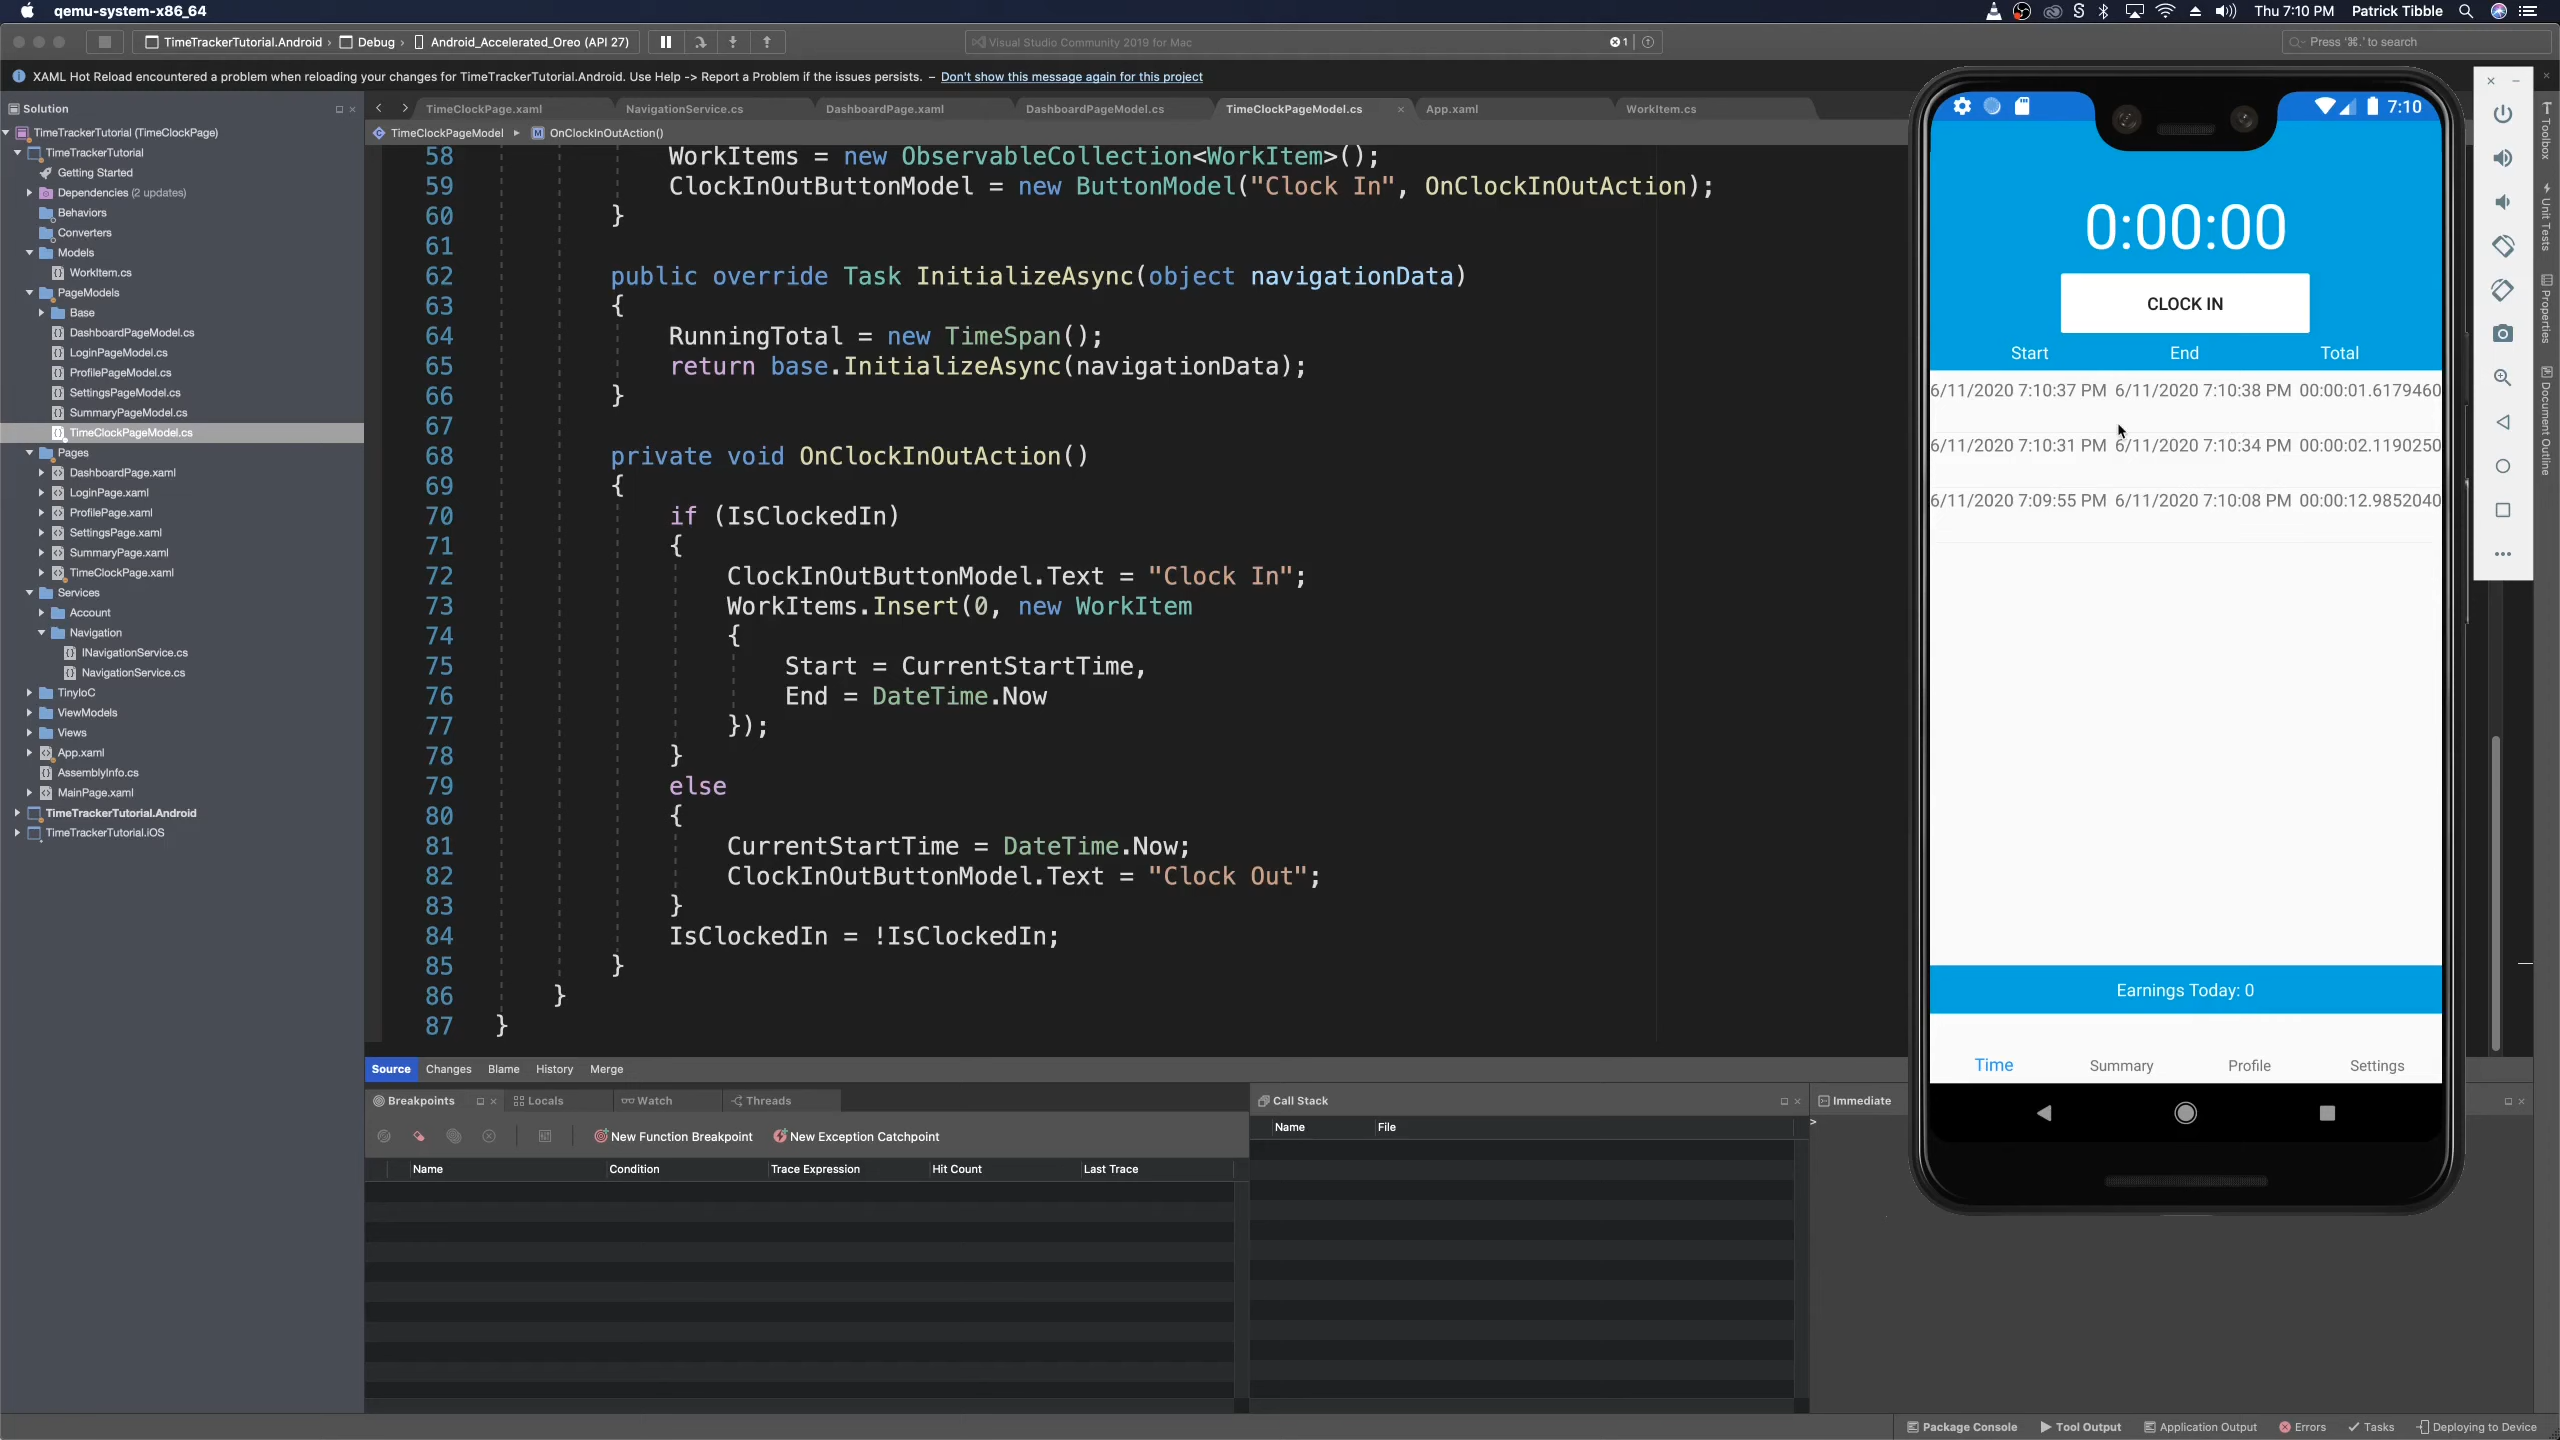 qemu-system-x86_64
Thu 7:10 PM Patrick Tibble
TimeTrackerTutorial.Android › Debug › Android_Accelerated_Oreo (API 27)
Visual Studio Community 2019 for Mac
1
Press '⌘.' to search
XAML Hot Reload encountered a problem when reloading your changes for TimeTrackerTutorial.Android. Use Help -> Report a Problem if the issues persists. – Don't show this message again for this project
Solution
TimeTrackerTutorial (TimeClockPage)
TimeTrackerTutorial
Getting Started
Dependencies (2 updates)
Behaviors
Converters
Models
WorkItem.cs
PageModels
Base
DashboardPageModel.cs
LoginPageModel.cs
ProfilePageModel.cs
SettingsPageModel.cs
SummaryPageModel.cs
TimeClockPageModel.cs
Pages
DashboardPage.xaml
LoginPage.xaml
ProfilePage.xaml
SettingsPage.xaml
SummaryPage.xaml
TimeClockPage.xaml
Services
Account
Navigation
INavigationService.cs
NavigationService.cs
TinyIoC
ViewModels
Views
App.xaml
AssemblyInfo.cs
MainPage.xaml
TimeTrackerTutorial.Android
TimeTrackerTutorial.iOS
TimeClockPage.xaml NavigationService.cs DashboardPage.xaml DashboardPageModel.cs TimeClockPageModel.cs App.xaml WorkItem.cs
TimeClockPageModel OnClockInOutAction()
58 WorkItems = new ObservableCollection<WorkItem>();
59 ClockInOutButtonModel = new ButtonModel("Clock In", OnClockInOutAction);
60 }
61
62 public override Task InitializeAsync(object navigationData)
63 {
64 RunningTotal = new TimeSpan();
65 return base.InitializeAsync(navigationData);
66 }
67
68 private void OnClockInOutAction()
69 {
70 if (IsClockedIn)
71 {
72 ClockInOutButtonModel.Text = "Clock In";
73 WorkItems.Insert(0, new WorkItem
74 {
75 Start = CurrentStartTime,
76 End = DateTime.Now
77 });
78 }
79 else
80 {
81 CurrentStartTime = DateTime.Now;
82 ClockInOutButtonModel.Text = "Clock Out";
83 }
84 IsClockedIn = !IsClockedIn;
85 }
86 }
87 }
Source Changes Blame History Merge
Breakpoints Locals Watch Threads
New Function Breakpoint New Exception Catchpoint
Name Condition Trace Expression Hit Count Last Trace
Call Stack
Name File
Immediate
>
7:10
0:00:00
CLOCK IN
Start End Total
6/11/2020 7:10:37 PM 6/11/2020 7:10:38 PM 00:00:01.6179460
6/11/2020 7:10:31 PM 6/11/2020 7:10:34 PM 00:00:02.1190250
6/11/2020 7:09:55 PM 6/11/2020 7:10:08 PM 00:00:12.9852040
Earnings Today: 0
Time Summary Profile Settings
Toolbox
Unit Tests
Properties
Document Outline
Package Console Tool Output Application Output Errors Tasks Deploying to Device